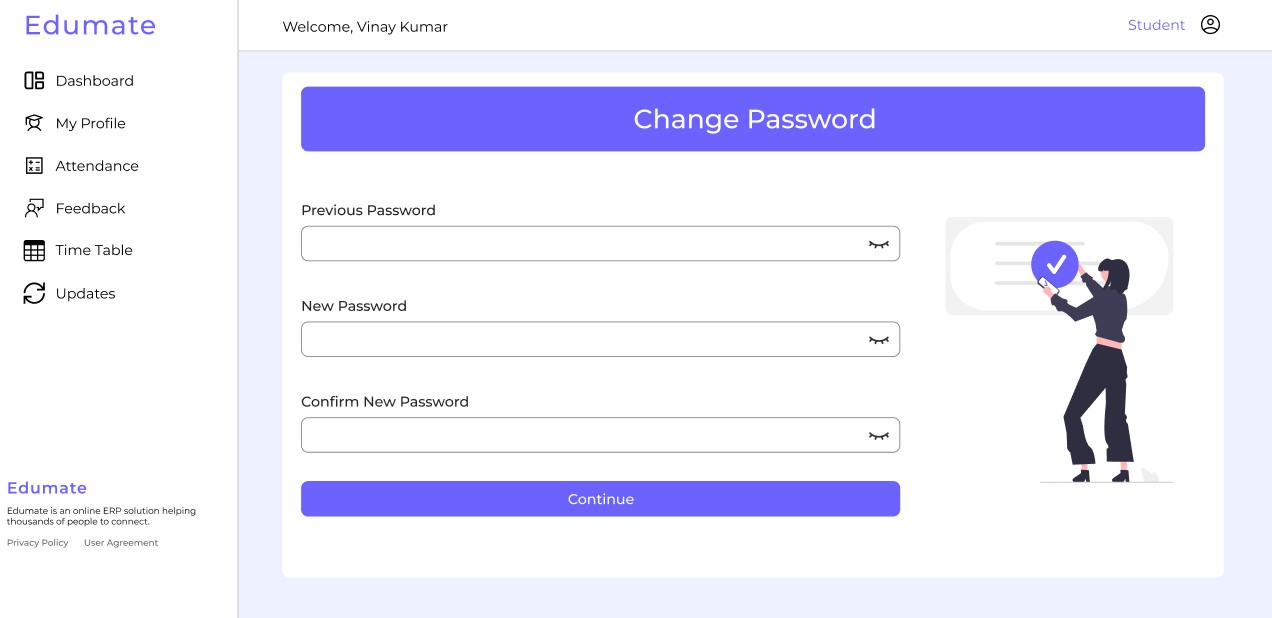 Edumate
Welcome, Vinay Kumar
Student
Dashboard
My Profile
Attendance
Feedback
Time Table
Updates
Change Password
Previous Password
New Password
Confirm New Password
Continue
Edumate
Edumate is an online ERP solution helping
thousands of people to connect.
Privacy Policy User Agreement